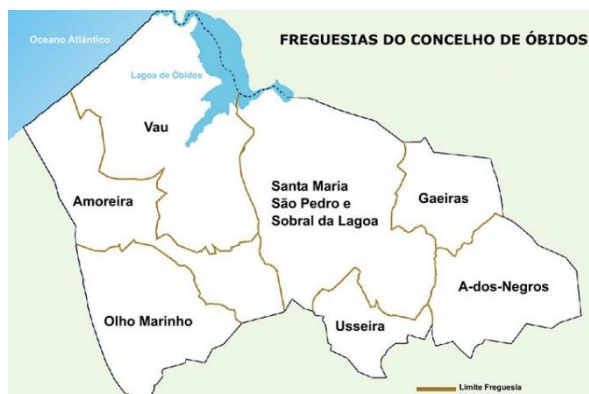 Oceano Atlântico
FREGUESIAS DO CONCELHO DE ÓBIDOS
Lagoa de Óbidos
Vau
Amoreira
Santa Maria
São Pedro e
Sobral da Lagoa
Gaeiras
A-dos-Negros
Olho Marinho
Usseira
Limite Freguesia